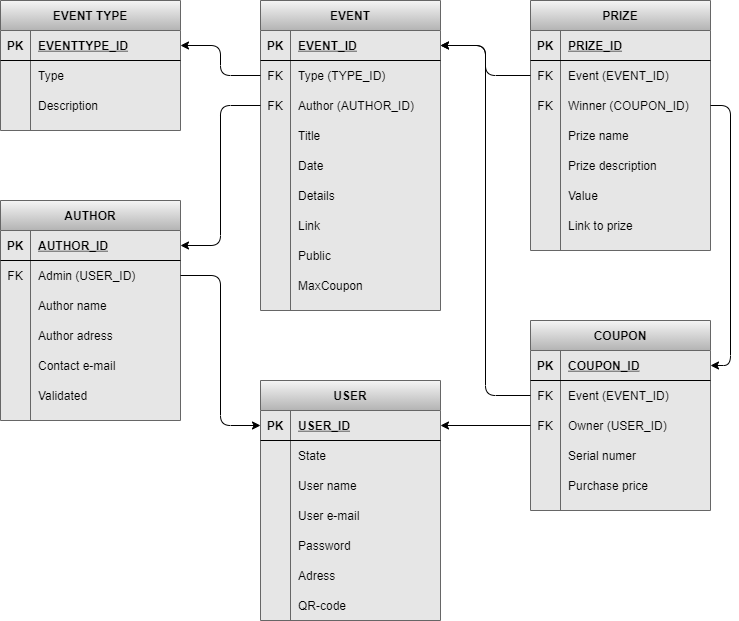 EVENT TYPE
PK EVENTTYPE_ID
Type
Description
EVENT
PK EVENT_ID
FK Type (TYPE_ID)
FK Author (AUTHOR_ID)
Title
Date
Details
Link
Public
MaxCoupon
PRIZE
PK PRIZE_ID
FK Event (EVENT_ID)
FK Winner (COUPON_ID)
Prize name
Prize description
Value
Link to prize
AUTHOR
PK AUTHOR_ID
FK Admin (USER_ID)
Author name
Author adress
Contact e-mail
Validated
USER
PK USER_ID
State
User name
User e-mail
Password
Adress
QR-code
COUPON
PK COUPON_ID
FK Event (EVENT_ID)
FK Owner (USER_ID)
Serial numer
Purchase price